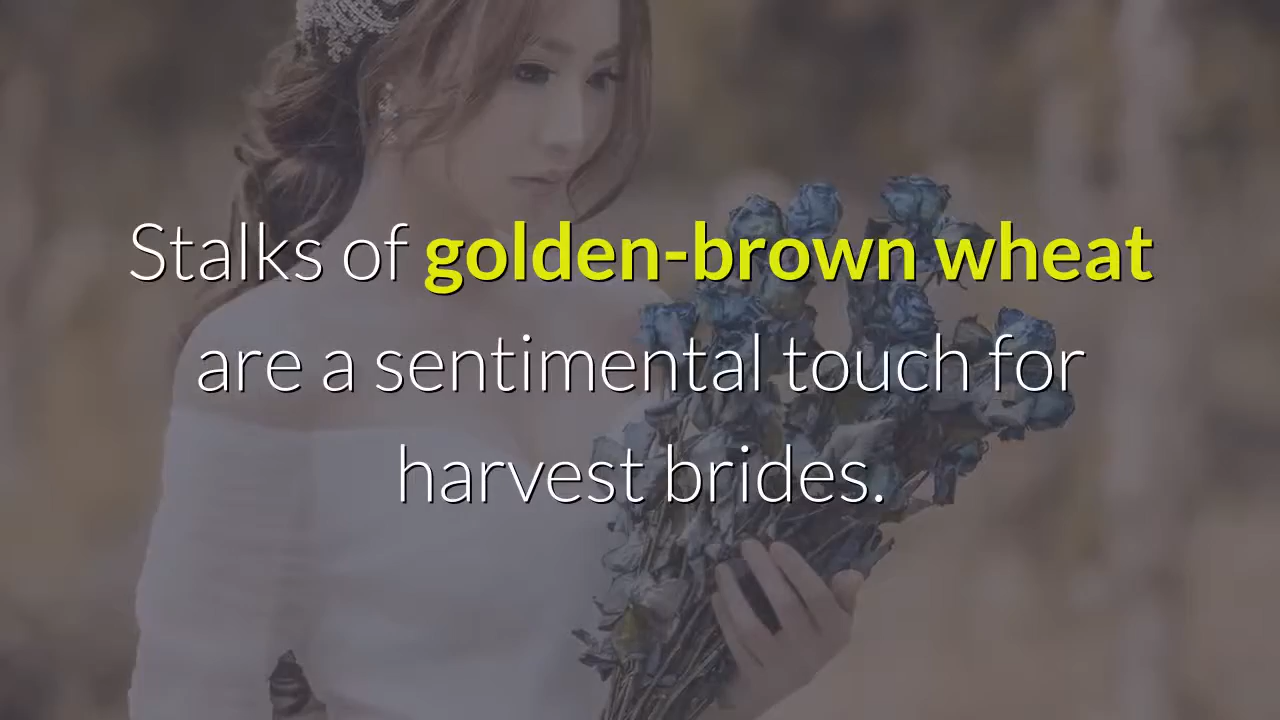 Stalks of golden-brown wheat
are a sentimental touch for
harvest brides.